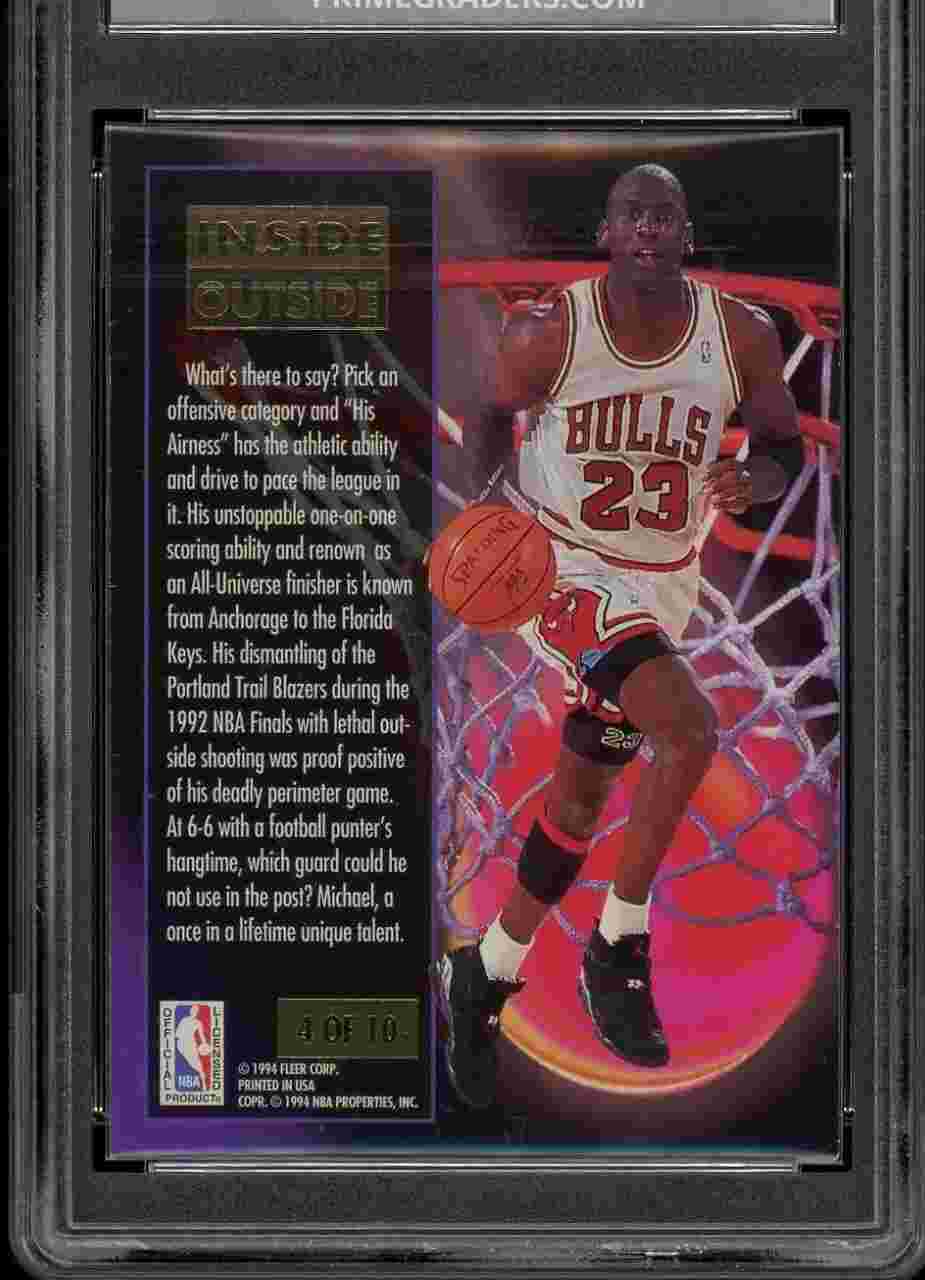 PRIMEGRADERS.COM
INSIDE
OUTSIDE
What's there to say? Pick an
offensive category and "His
Airness" has the athletic ability
and drive to pace the league in
it. His unstoppable one-on-one
scoring ability and renown as
an All-Universe finisher is known
from Anchorage to the Florida
Keys. His dismantling of the
Portland Trail Blazers during the
1992 NBA Finals with lethal out-
side shooting was proof positive
of his deadly perimeter game.
At 6-6 with a football punter's
hangtime, which guard could he
not use in the post? Michael, a
once in a lifetime unique talent.
OFFICIAL
LICENSED
NBA
PRODUCT®
4 OF 10
© 1994 FLEER CORP.
PRINTED IN USA
COPR. © 1994 NBA PROPERTIES, INC.
BULLS
23
SPALDING
23
23